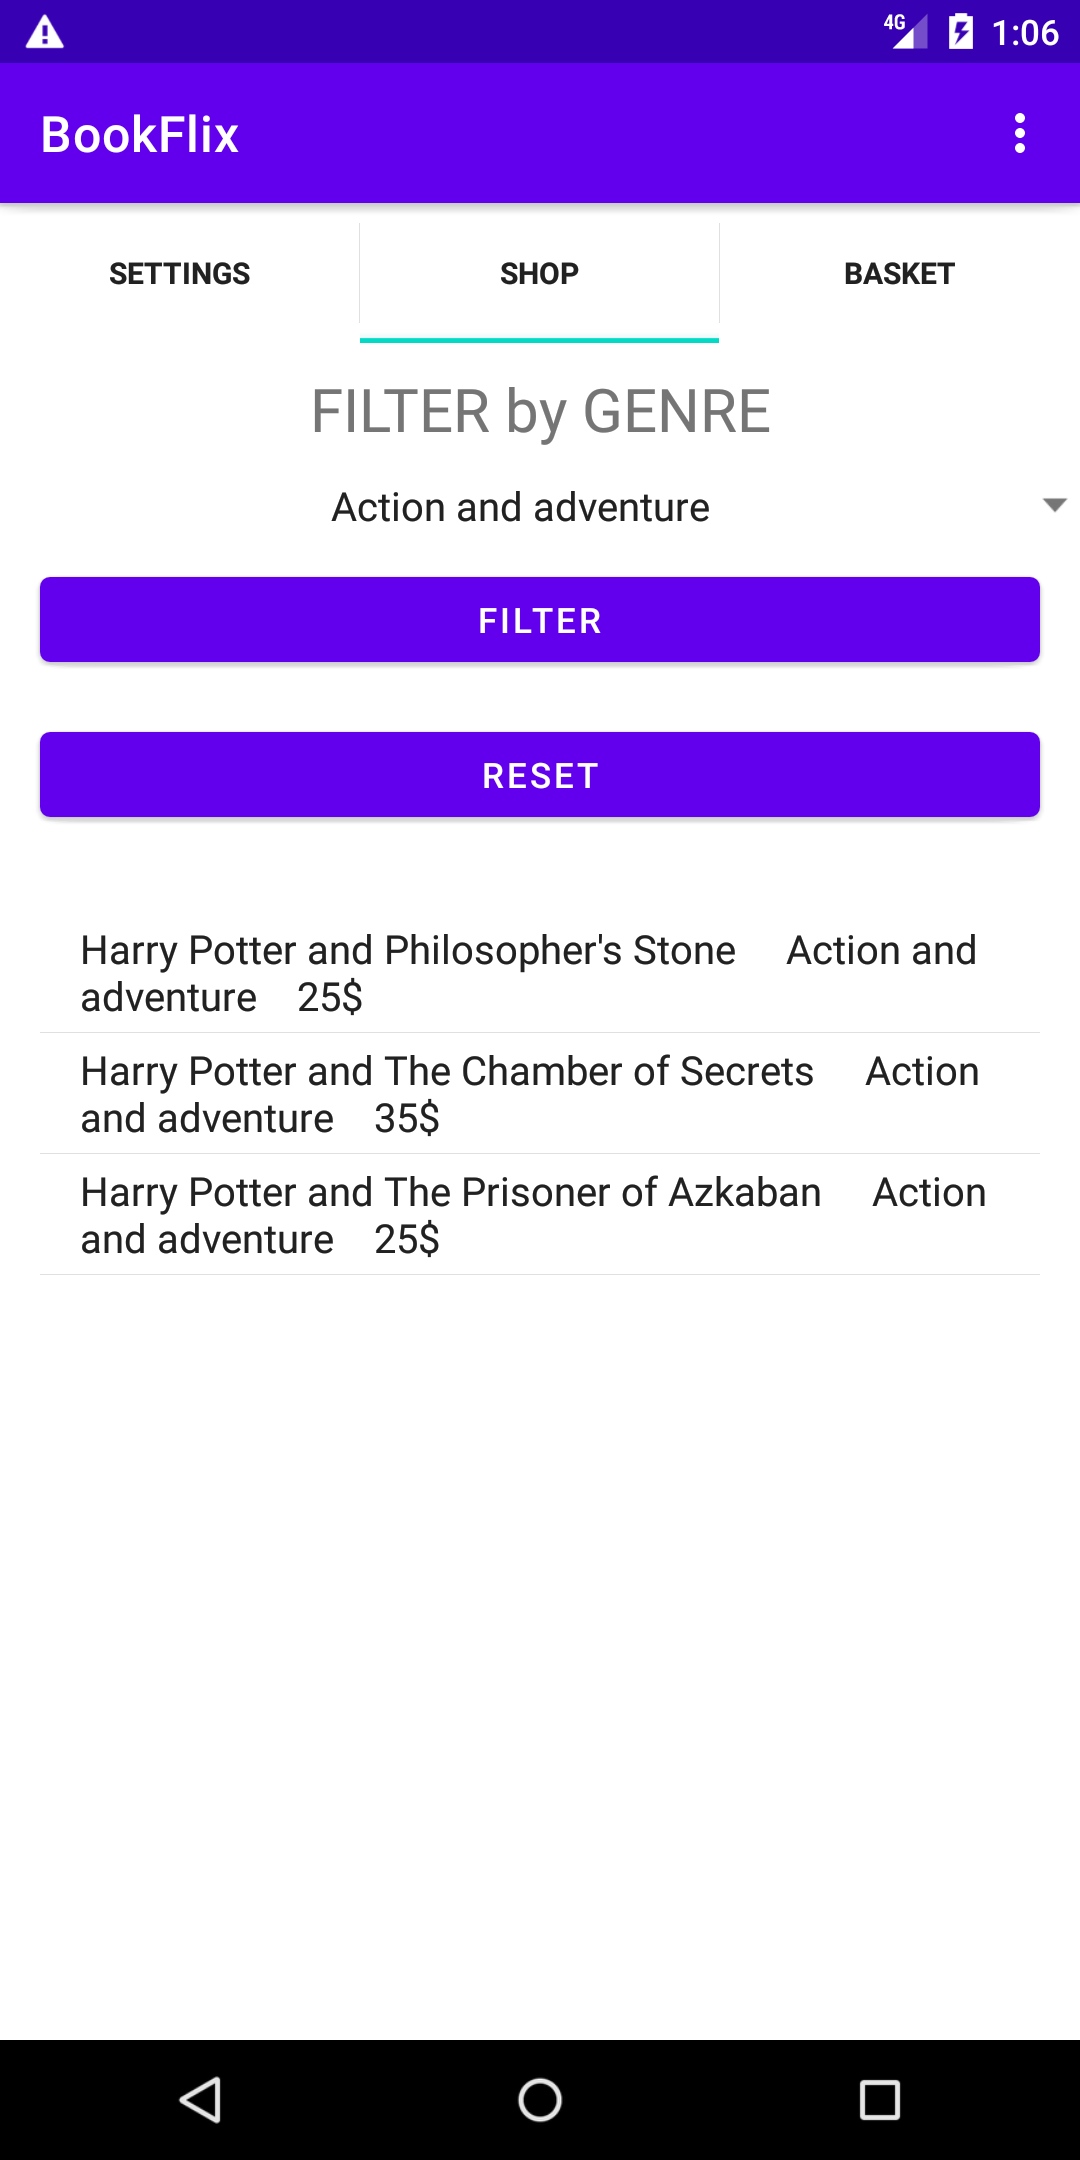 4G 1:06
BookFlix
SETTINGS SHOP BASKET
FILTER by GENRE
Action and adventure
FILTER
RESET
Harry Potter and Philosopher's Stone Action and
adventure 25$
Harry Potter and The Chamber of Secrets Action
and adventure 35$
Harry Potter and The Prisoner of Azkaban Action
and adventure 25$